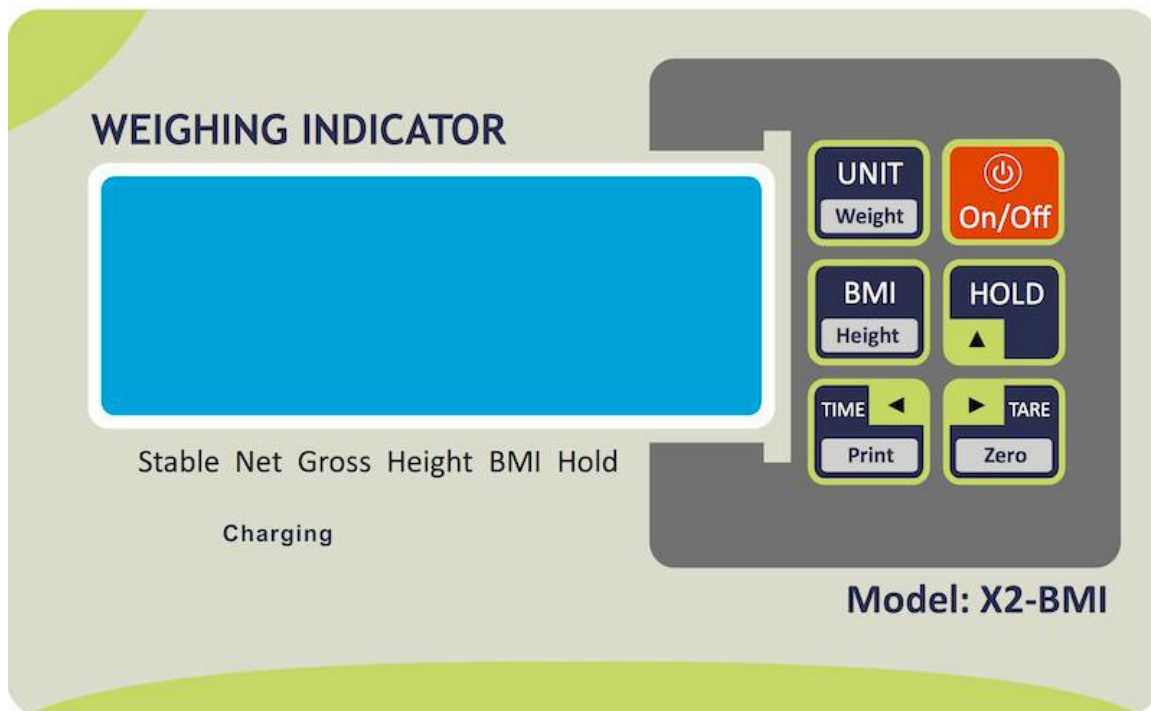 WEIGHING INDICATOR
UNIT
Weight
On/Off
BMI
Height
HOLD
▲
TIME ◄
Print
► TARE
Zero
Stable Net Gross Height BMI Hold
Charging
Model: X2-BMI